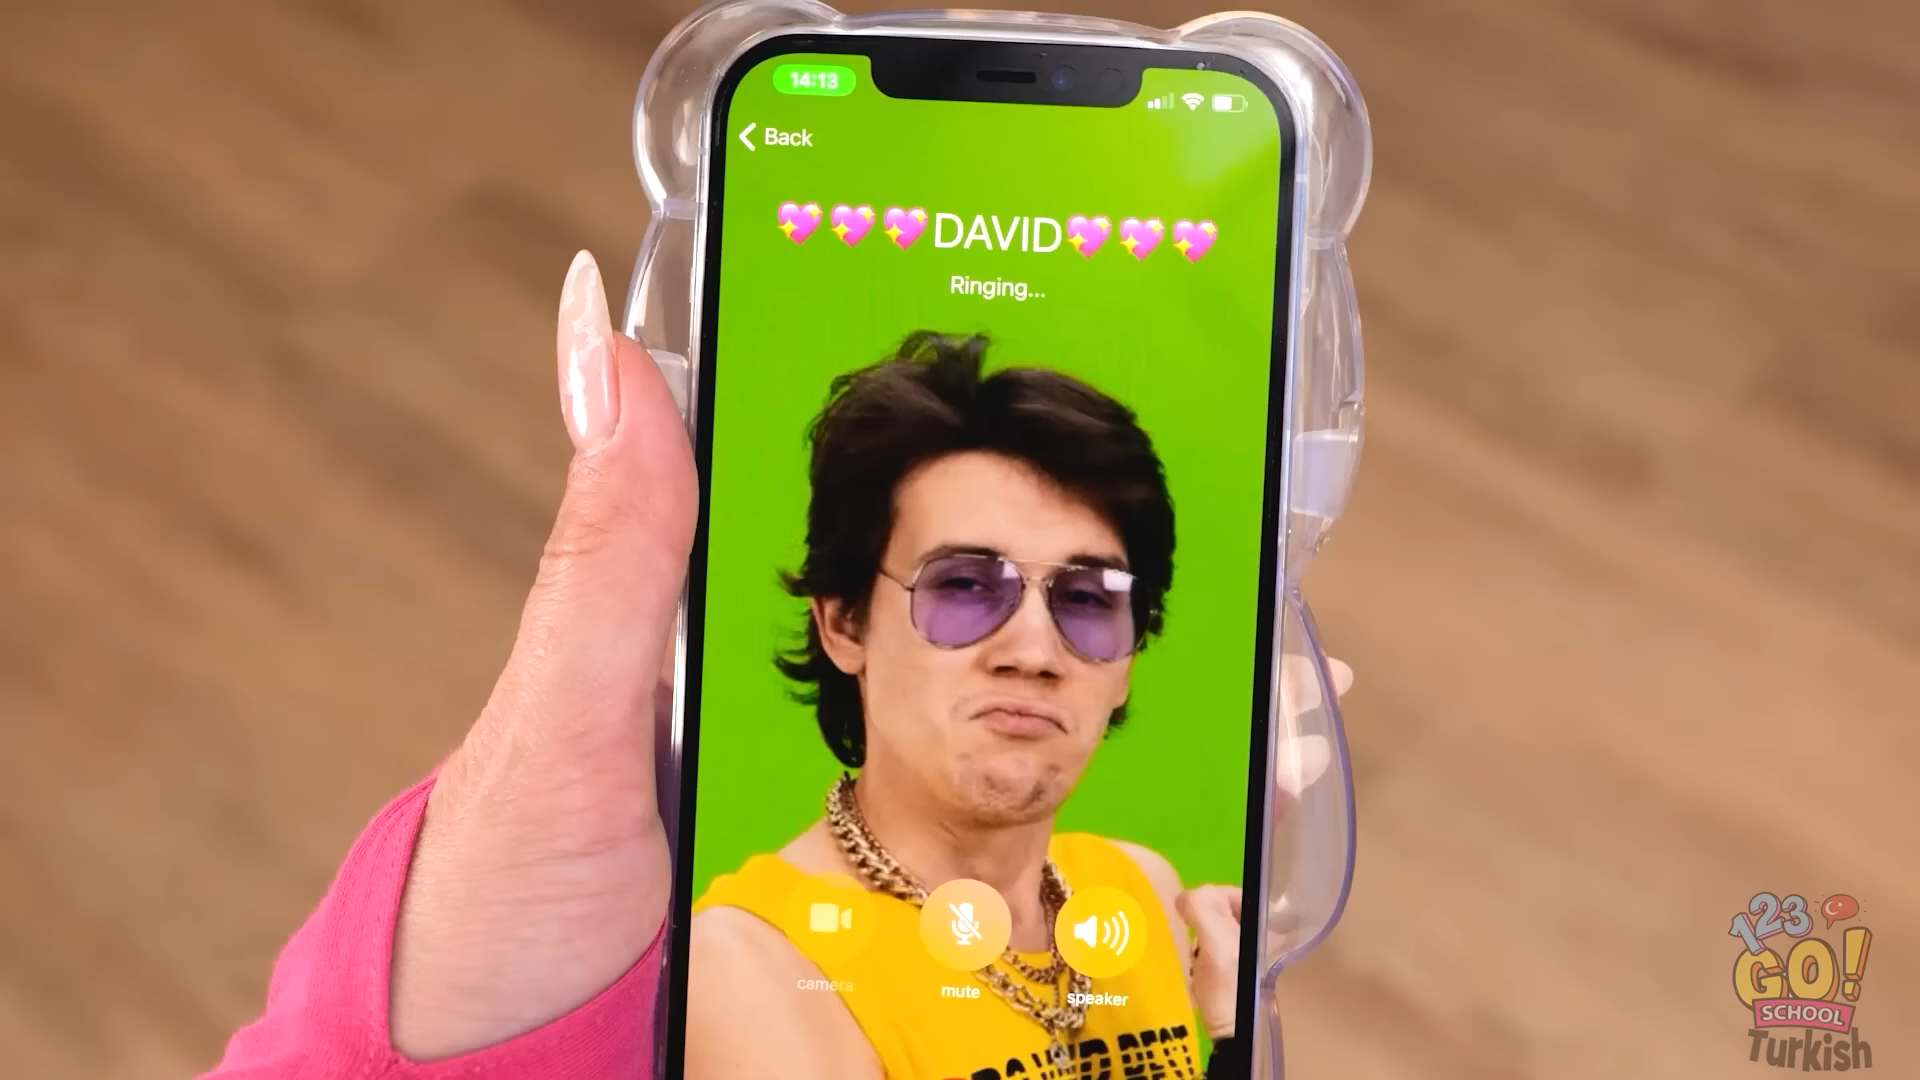 14:13
Back
💖💖💖DAVID💖💖💖
Ringing...
camera
mute
speaker
123
GO!
SCHOOL
Turkish